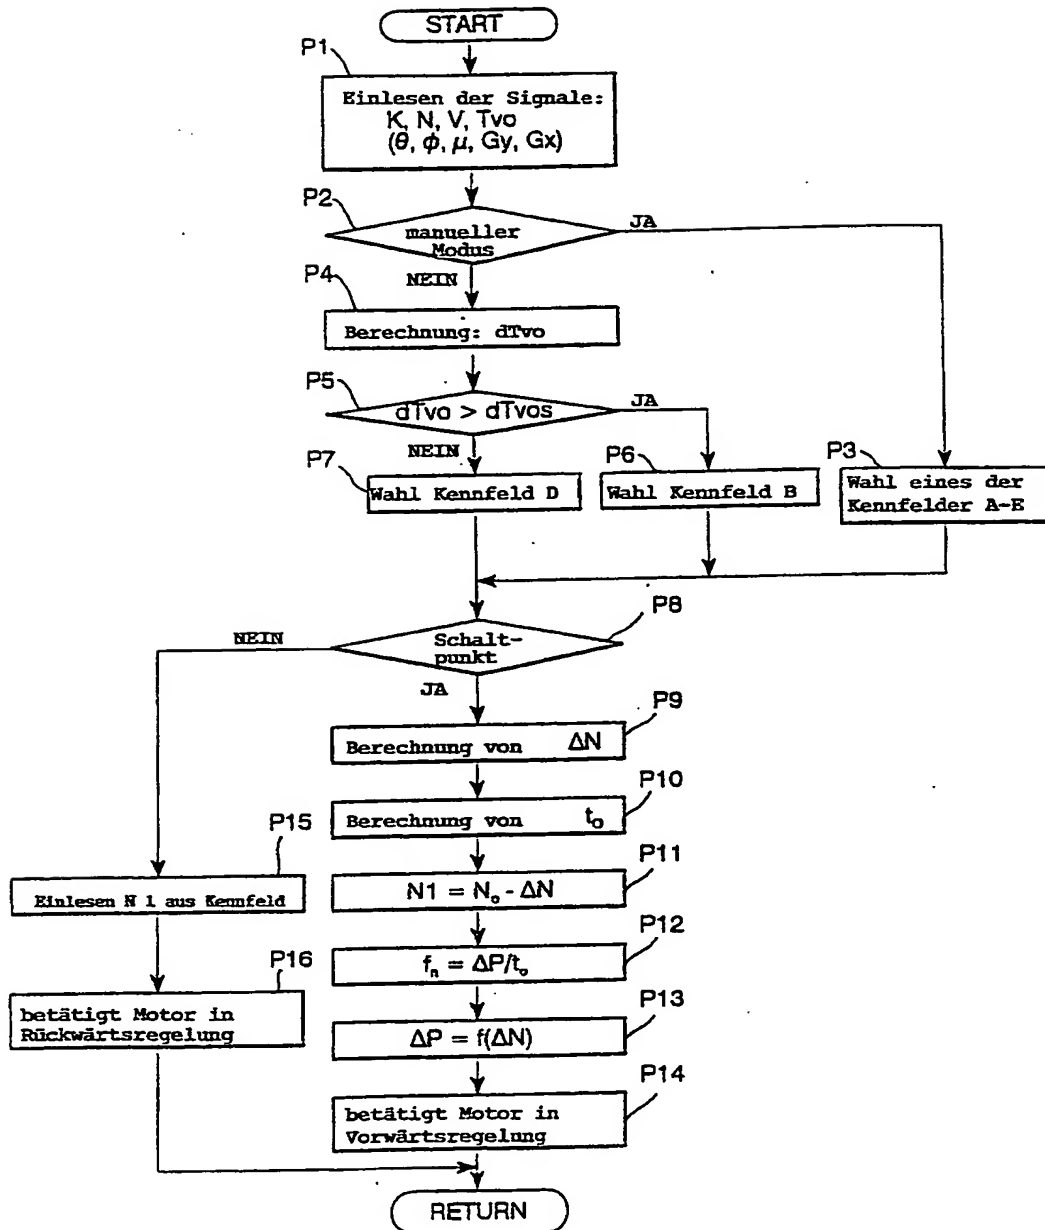 START
P1
Einlesen der Signale:
K, N, V, Tvo
(θ, ϕ, μ, Gy, Gx)
P2
manueller
Modus
JA
NEIN
P4
Berechnung: dTvo
P5
dTvo > dTvos
JA
NEIN
P7
Wahl Kennfeld D
P6
Wahl Kennfeld B
P3
Wahl eines der
Kennfelder A-E
P8
Schalt-
punkt
NEIN
JA
P9
Berechnung von ΔN
P10
Berechnung von t₀
P15
Einlesen N 1 aus Kennfeld
P11
N1 = N₀ - ΔN
P12
fₙ = ΔP/t₀
P16
betätigt Motor in
Rückwärtsregelung
P13
ΔP = f(ΔN)
P14
betätigt Motor in
Vorwärtsregelung
RETURN